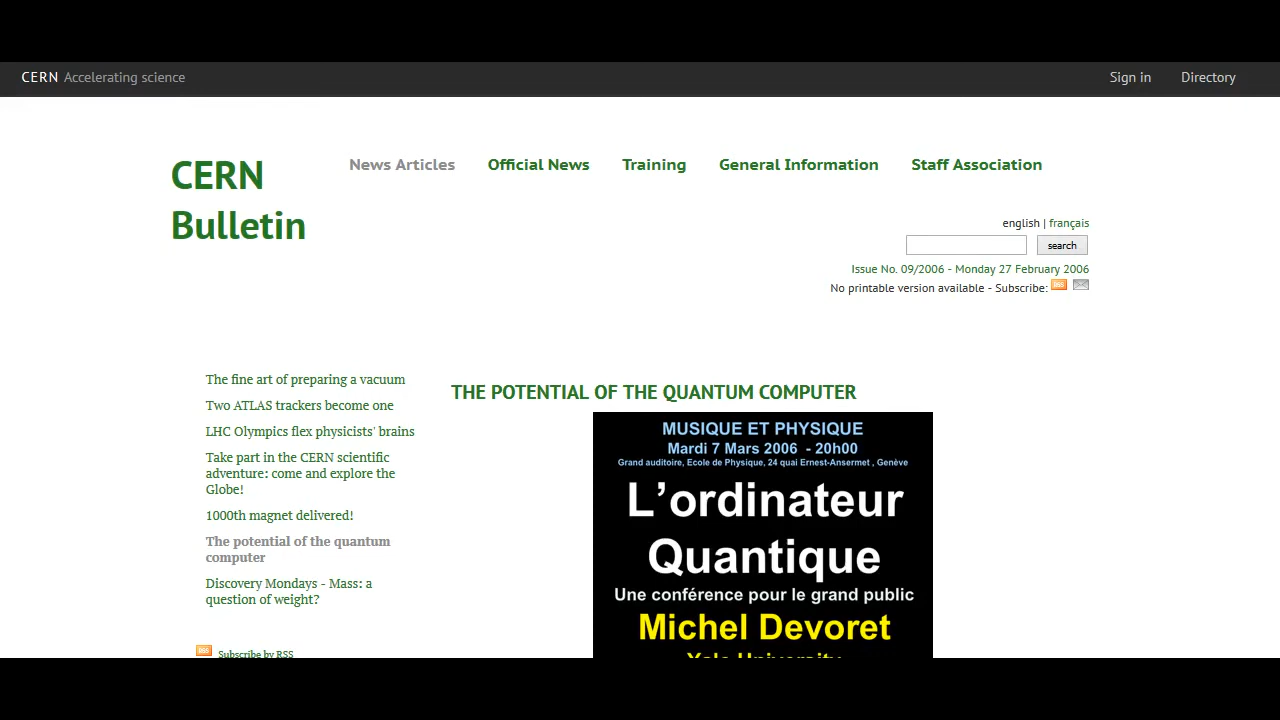 CERN Accelerating science
Sign in
Directory
CERN
Bulletin
News Articles
Official News
Training
General Information
Staff Association
english | français
search
Issue No. 09/2006 - Monday 27 February 2006
No printable version available - Subscribe:
The fine art of preparing a vacuum
Two ATLAS trackers become one
LHC Olympics flex physicists' brains
Take part in the CERN scientific
adventure: come and explore the
Globe!
1000th magnet delivered!
The potential of the quantum
computer
Discovery Mondays - Mass: a
question of weight?
RSS Subscribe by RSS
THE POTENTIAL OF THE QUANTUM COMPUTER
MUSIQUE ET PHYSIQUE
Mardi 7 Mars 2006 - 20h00
Grand auditoire, Ecole de Physique, 24 quai Ernest-Ansermet , Genève
L’ordinateur
Quantique
Une conférence pour le grand public
Michel Devoret
Yale University